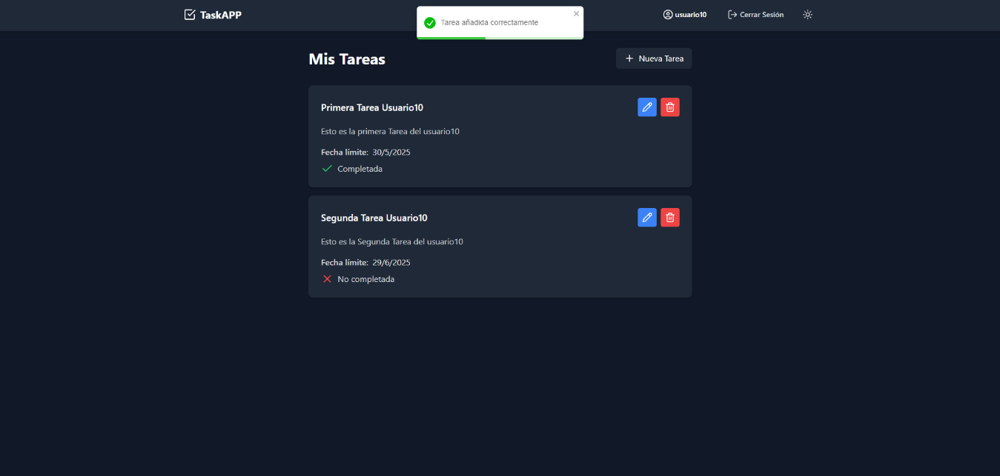 TaskAPP
Tarea añadida correctamente
usuario10
Cerrar Sesión
Mis Tareas
Nueva Tarea
Primera Tarea Usuario10
Esto es la primera Tarea del usuario10
Fecha límite: 30/5/2025
Completada
Segunda Tarea Usuario10
Esto es la Segunda Tarea del usuario10
Fecha límite: 29/6/2025
No completada